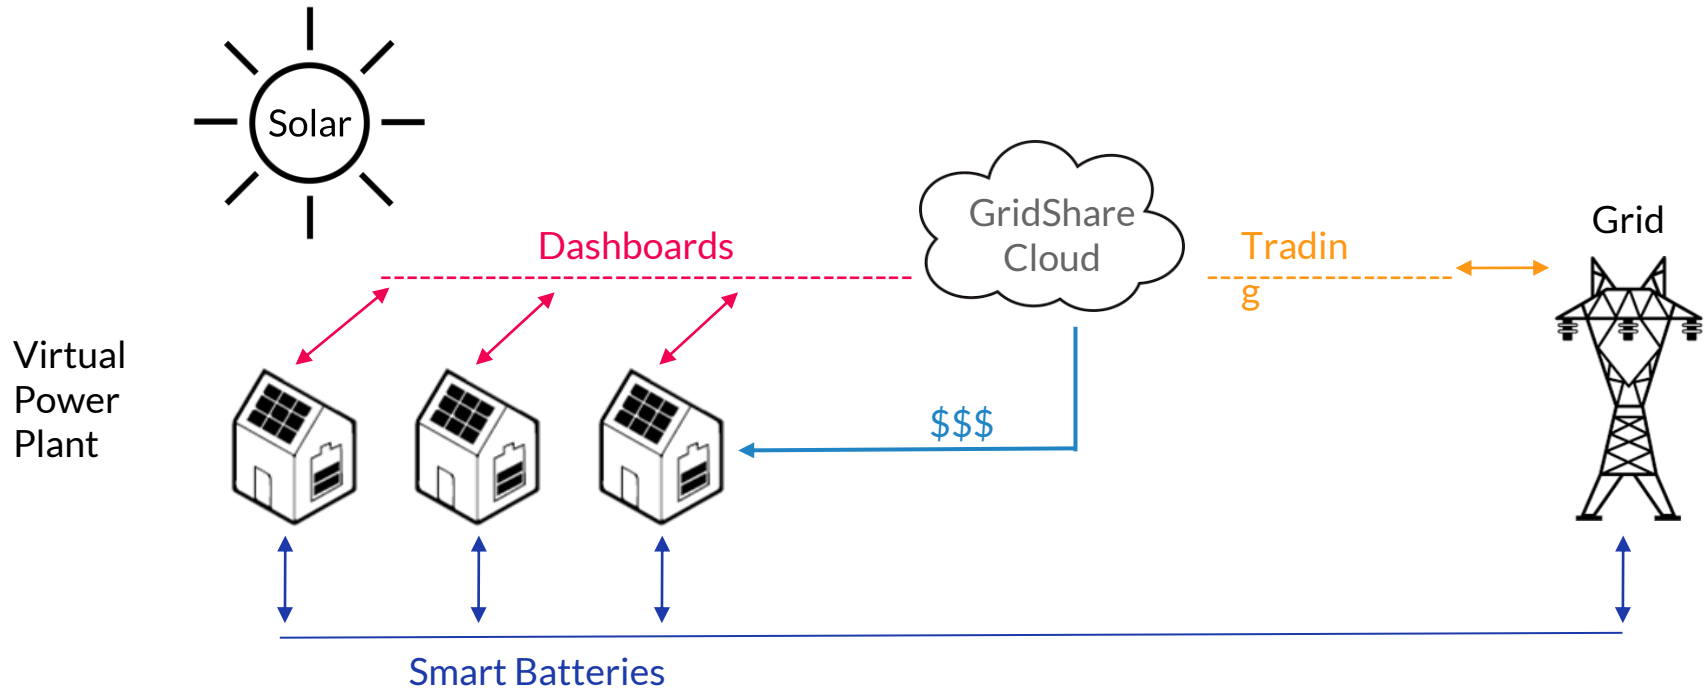 Solar
Dashboards
GridShare
Cloud
Tradin
g
Grid
Virtual
Power
Plant
$$$
Smart Batteries